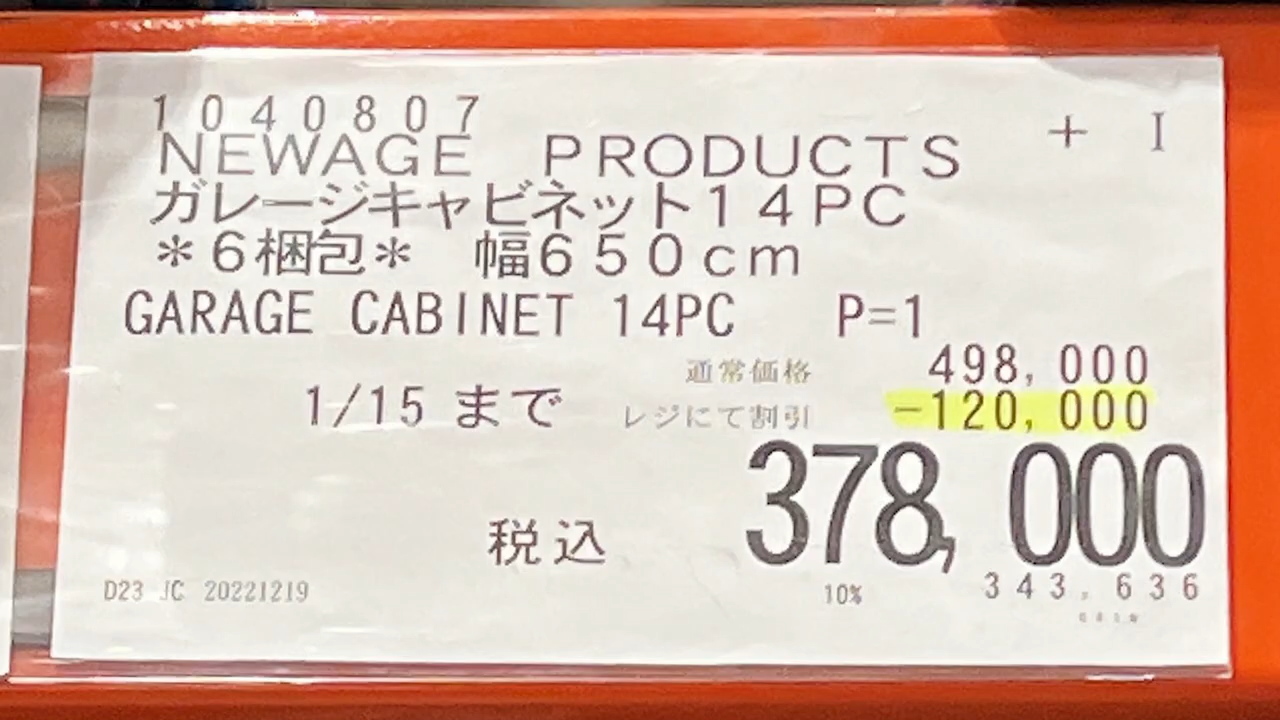 1040807
+ I
NEWAGE PRODUCTS
ガレージキャビネット14PC
*6梱包* 幅650cm
GARAGE CABINET 14PC P=1
通常価格 498,000
1/15 まで レジにて割引 -120,000
378,000
税込
D23 JC 20221219 10% 343,636